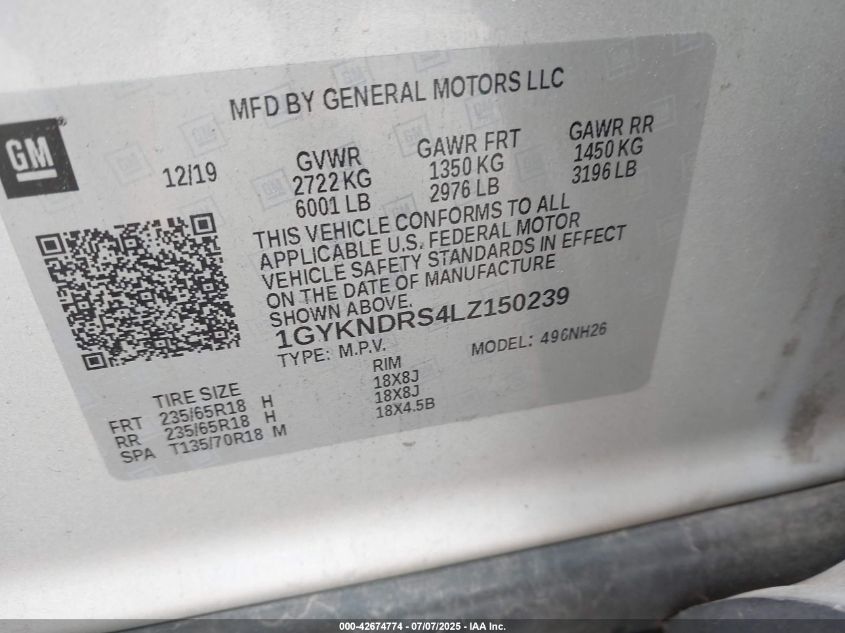 MFD BY GENERAL MOTORS LLC
GM®
12/19
GVWR GAWR FRT GAWR RR
2722 KG 1350 KG 1450 KG
6001 LB 2976 LB 3196 LB
THIS VEHICLE CONFORMS TO ALL
APPLICABLE U.S. FEDERAL MOTOR
VEHICLE SAFETY STANDARDS IN EFFECT
ON THE DATE OF MANUFACTURE
SHOWN ABOVE.
1GYKNDRS4LZ150239
TYPE: M.P.V. MODEL: 496NH26
TIRE SIZE RIM
FRT 235/65R18 H 18X8J
RR 235/65R18 H 18X8J
SPA T135/70R18 M 18X4.5B
000-42674774 - 07/07/2025 - IAA Inc.